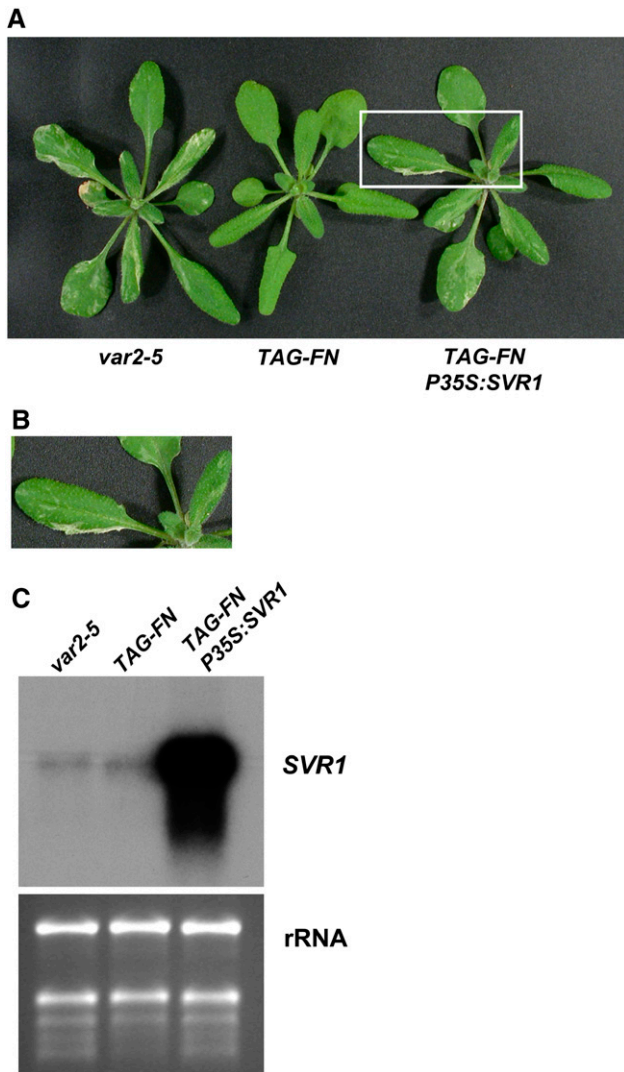 A
var2-5
TAG-FN
TAG-FN
P35S:SVR1
B
C
var2-5
TAG-FN
TAG-FN
P35S:SVR1
SVR1
rRNA